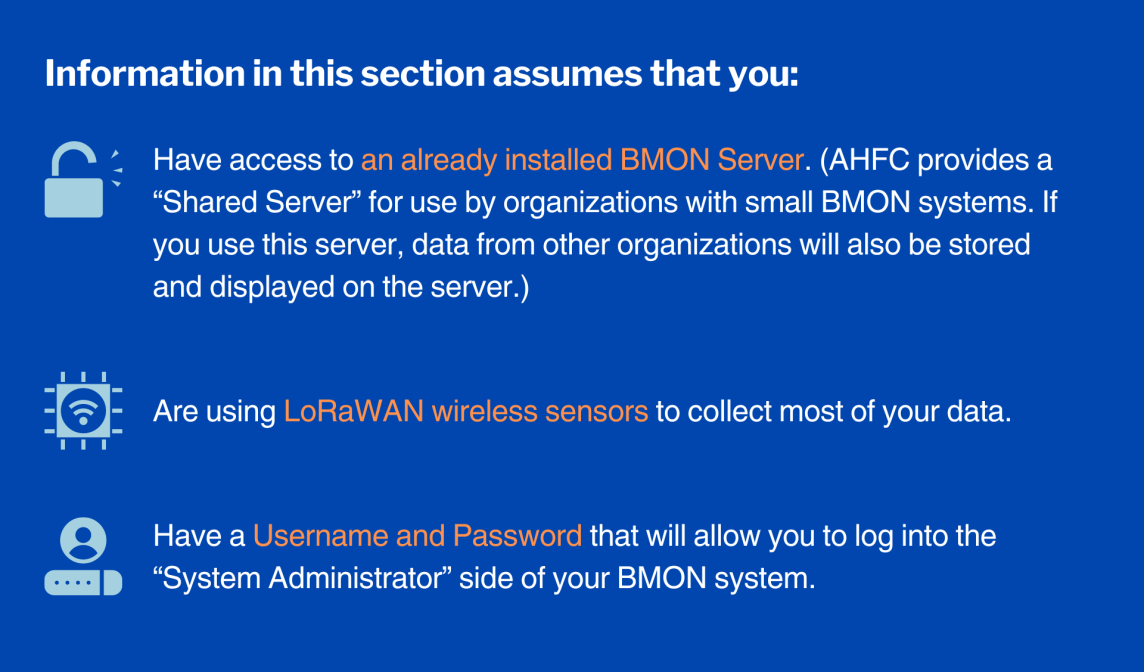 Information in this section assumes that you:
Have access to an already installed BMON Server. (AHFC provides a
“Shared Server” for use by organizations with small BMON systems. If
you use this server, data from other organizations will also be stored
and displayed on the server.)
Are using LoRaWAN wireless sensors to collect most of your data.
Have a Username and Password that will allow you to log into the
“System Administrator” side of your BMON system.